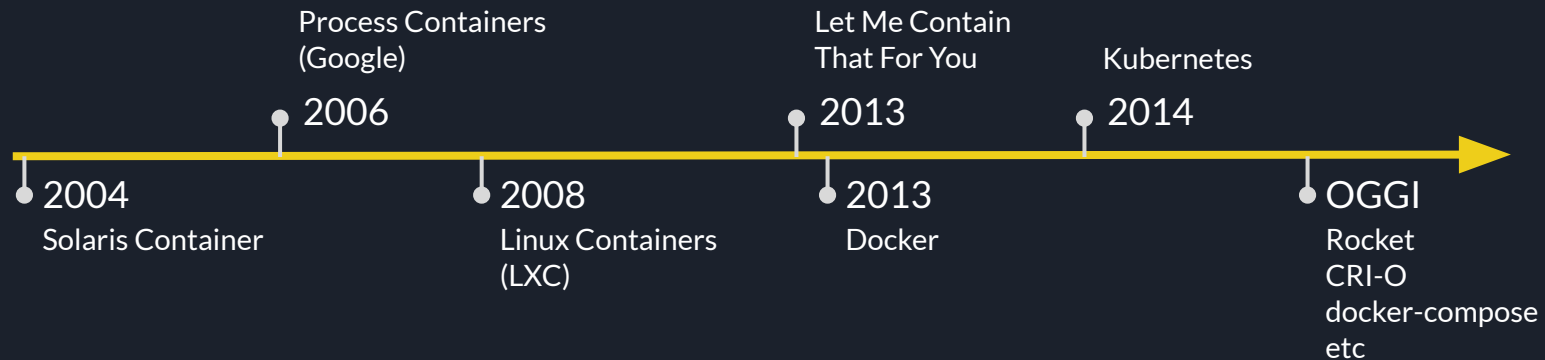 Process Containers
(Google)
2006
Let Me Contain
That For You
2013
Kubernetes
2014
2004
Solaris Container
2008
Linux Containers
(LXC)
2013
Docker
OGGI
Rocket
CRI-O
docker-compose
etc